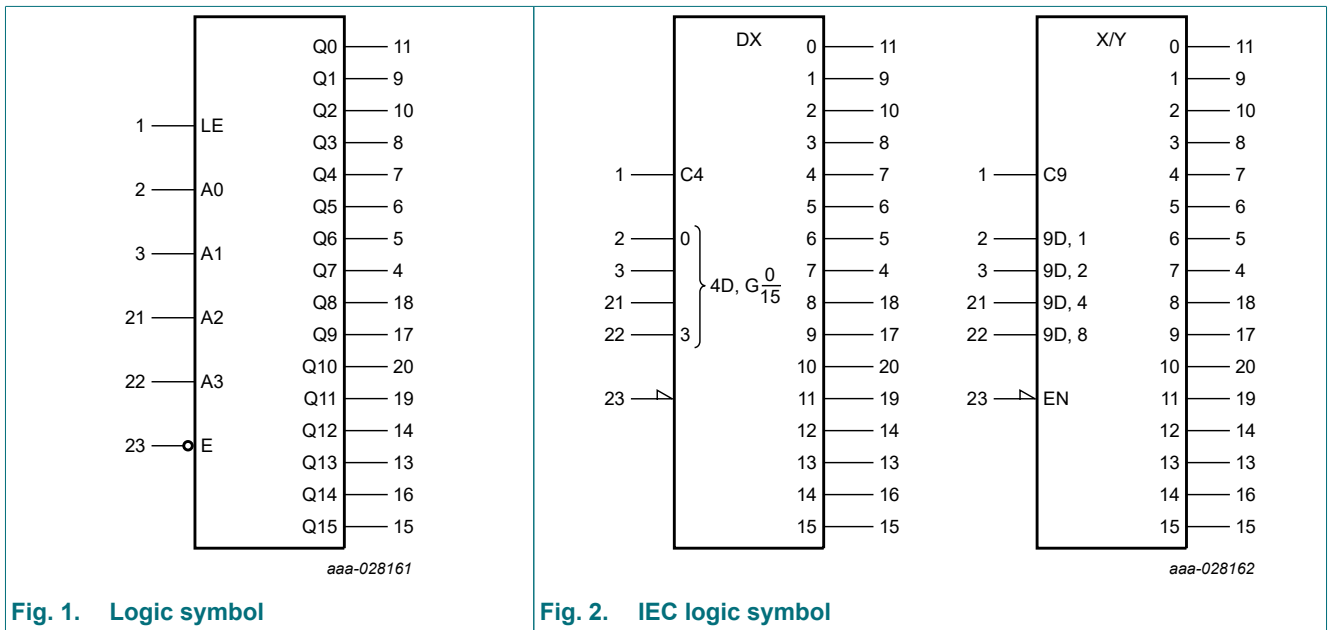 Q0 11
Q1 9
Q2 10
1 LE
Q3 8
Q4 7
2 A0
Q5 6
Q6 5
3 A1
Q7 4
Q8 18
21 A2
Q9 17
Q10 20
22 A3
Q11 19
Q12 14
23 E
Q13 13
Q14 16
Q15 15
aaa-028161
Fig. 1. Logic symbol
DX
0 11
1 9
2 10
3 8
1 C4 4 7
5 6
2 0 6 5
3 7 4
4D, G 0/15
21 8 18
22 3 9 17
10 20
23 11 19
12 14
13 13
14 16
15 15
X/Y
0 11
1 9
2 10
3 8
1 C9 4 7
5 6
2 9D, 1 6 5
3 9D, 2 7 4
21 9D, 4 8 18
22 9D, 8 9 17
10 20
23 EN 11 19
12 14
13 13
14 16
15 15
aaa-028162
Fig. 2. IEC logic symbol